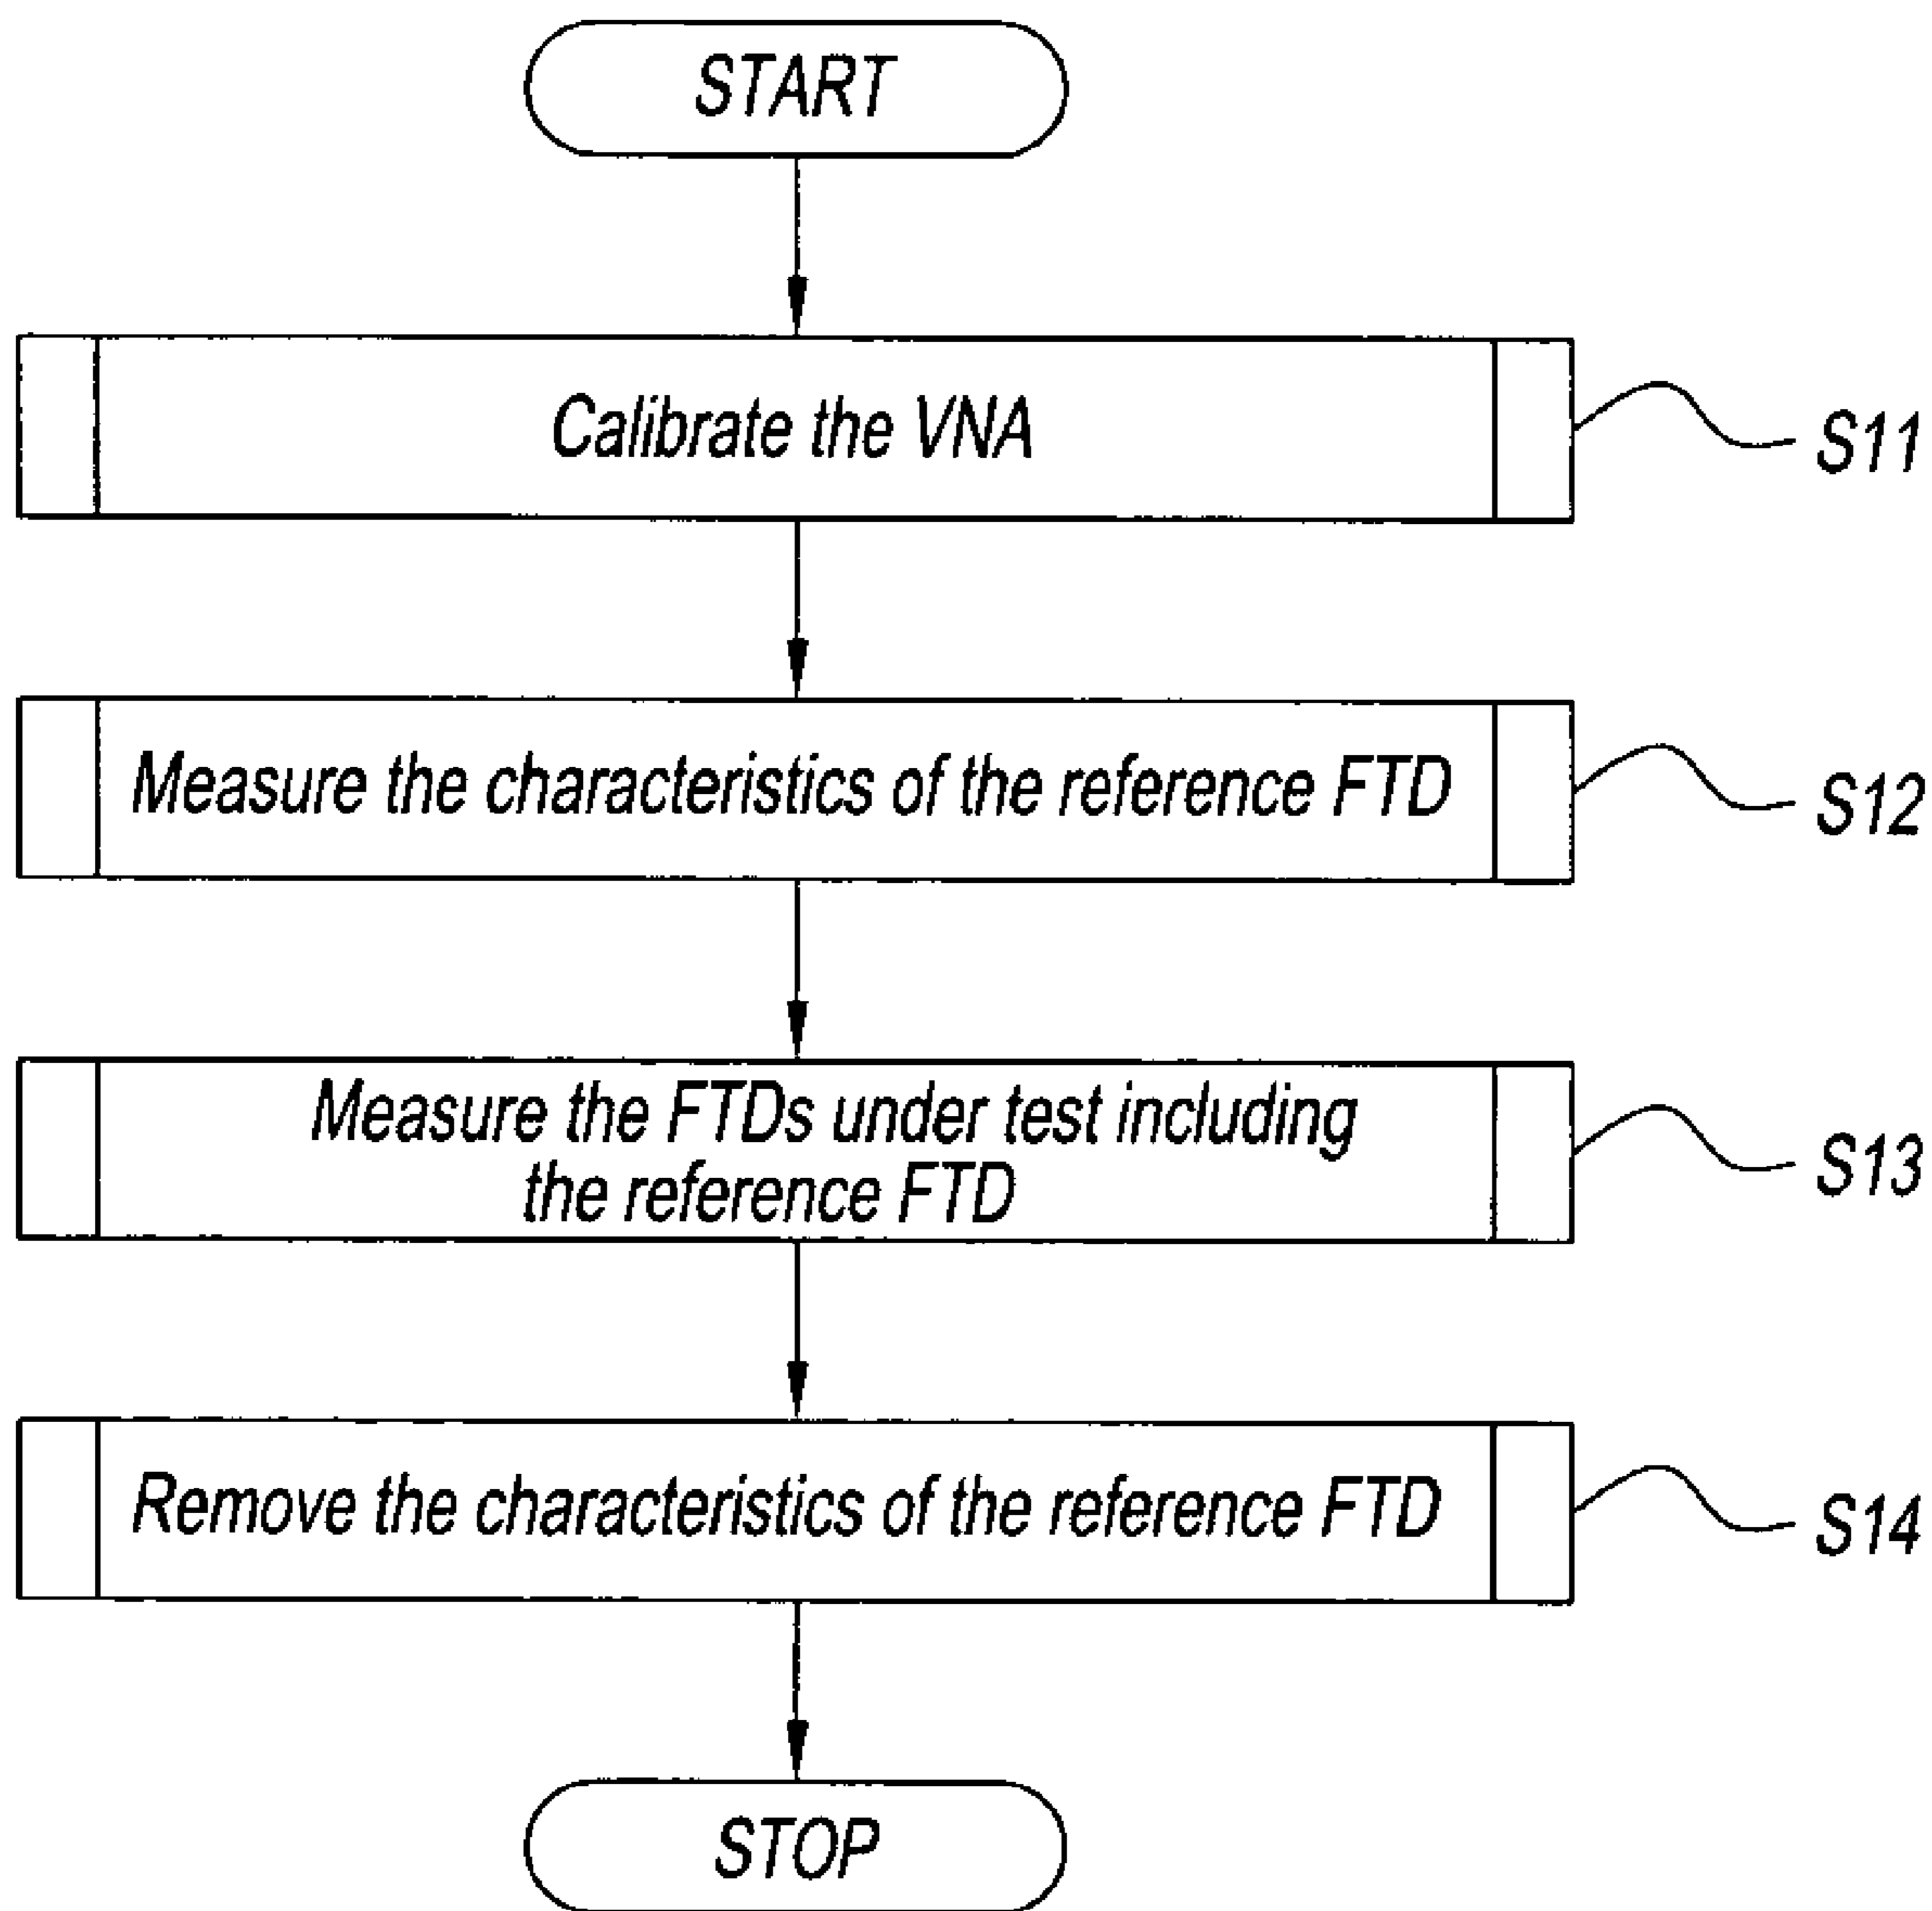 START
Calibrate the VNA
S11
Measure the characteristics of the reference FTD
S12
Measure the FTDs under test including
the reference FTD
S13
Remove the characteristics of the reference FTD
S14
STOP